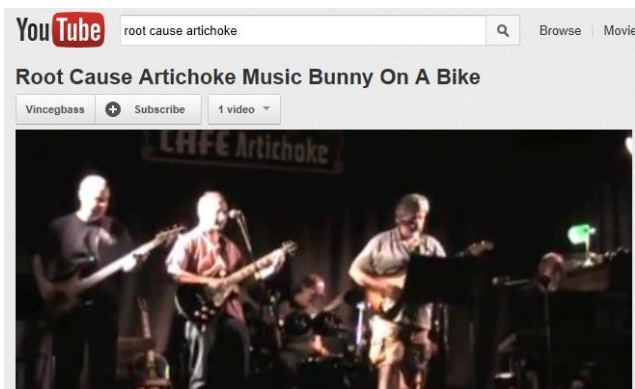 YouTube root cause artichoke Browse Movie
Root Cause Artichoke Music Bunny On A Bike
Vincegbass Subscribe 1 video
CAFE Artichoke